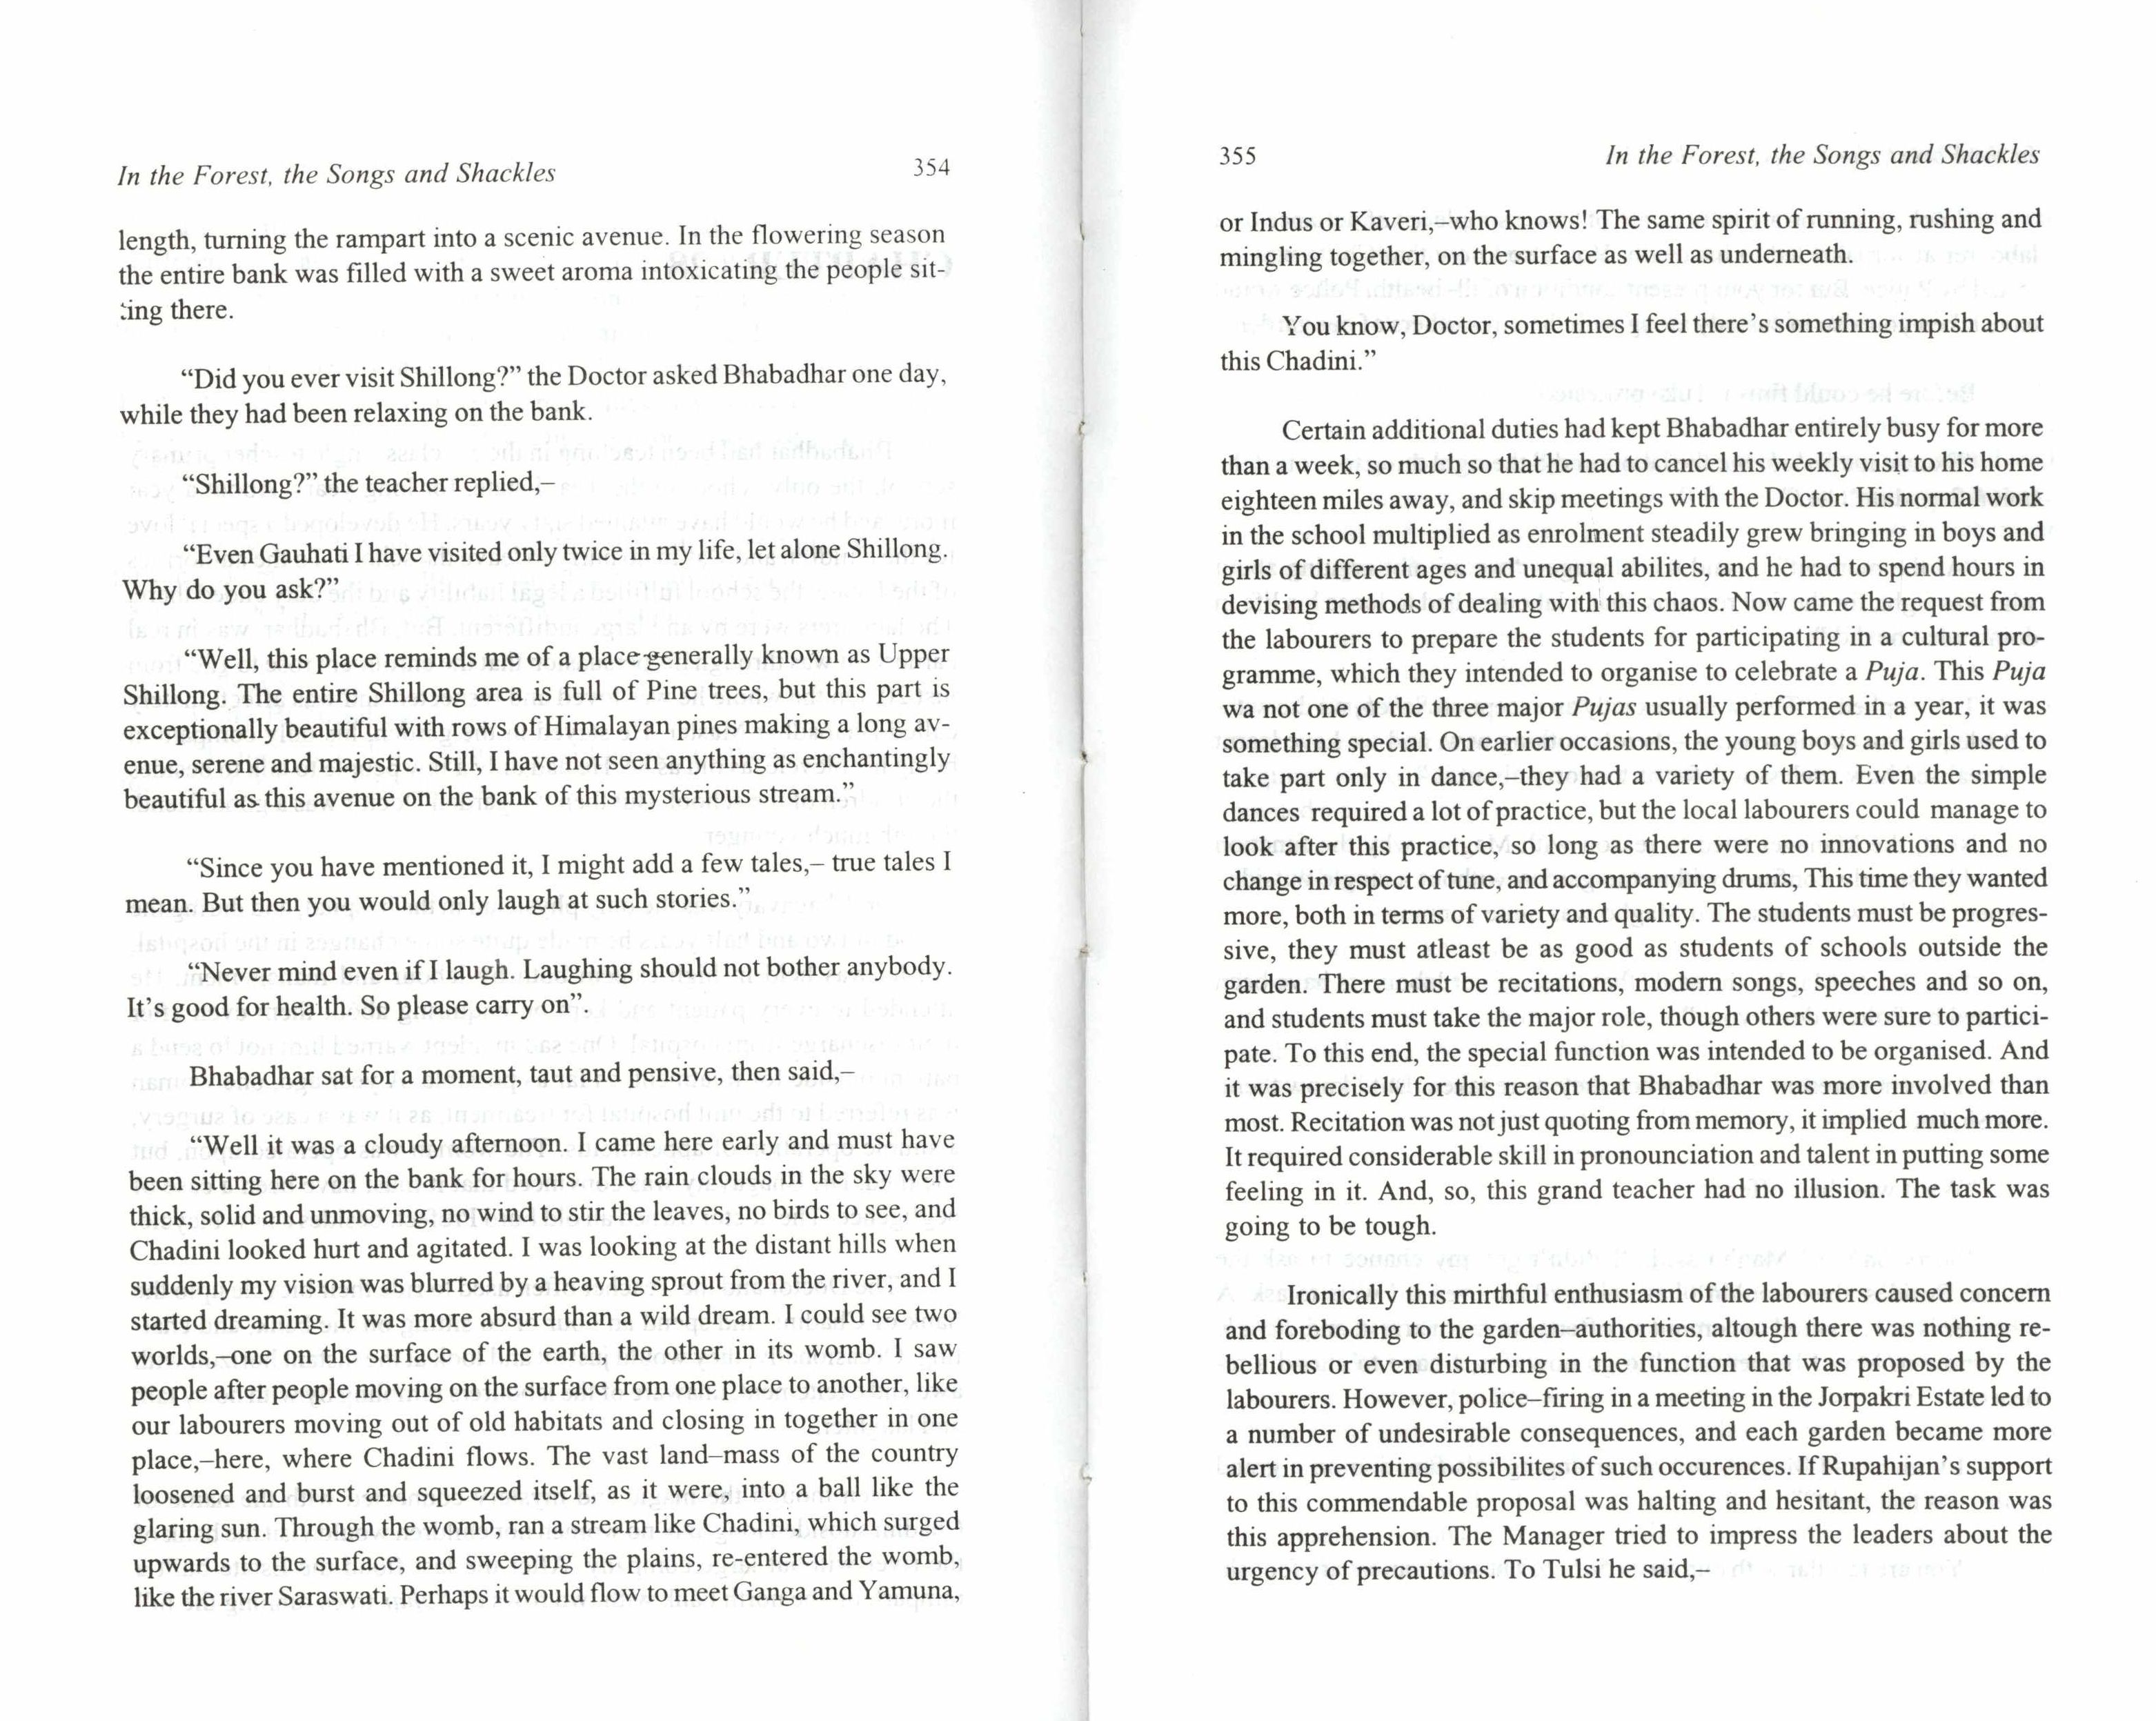 In the Forest, the Songs and Shackles 354
length, turning the rampart into a scenic avenue. In the flowering season
the entire bank was filled with a sweet aroma intoxicating the people sit-
ting there.
“Did you ever visit Shillong?” the Doctor asked Bhabadhar one day,
while they had been relaxing on the bank.
“Shillong?” the teacher replied,–
“Even Gauhati I have visited only twice in my life, let alone Shillong.
Why do you ask?”
“Well, this place reminds me of a place generally known as Upper
Shillong. The entire Shillong area is full of Pine trees, but this part is
exceptionally beautiful with rows of Himalayan pines making a long av-
enue, serene and majestic. Still, I have not seen anything as enchantingly
beautiful as this avenue on the bank of this mysterious stream.”
“Since you have mentioned it, I might add a few tales,– true tales I
mean. But then you would only laugh at such stories.”
“Never mind even if I laugh. Laughing should not bother anybody.
It’s good for health. So please carry on”.
Bhabadhar sat for a moment, taut and pensive, then said,–
“Well it was a cloudy afternoon. I came here early and must have
been sitting here on the bank for hours. The rain clouds in the sky were
thick, solid and unmoving, no wind to stir the leaves, no birds to see, and
Chadini looked hurt and agitated. I was looking at the distant hills when
suddenly my vision was blurred by a heaving sprout from the river, and I
started dreaming. It was more absurd than a wild dream. I could see two
worlds,–one on the surface of the earth, the other in its womb. I saw
people after people moving on the surface from one place to another, like
our labourers moving out of old habitats and closing in together in one
place,–here, where Chadini flows. The vast land–mass of the country
loosened and burst and squeezed itself, as it were, into a ball like the
glaring sun. Through the womb, ran a stream like Chadini, which surged
upwards to the surface, and sweeping the plains, re-entered the womb,
like the river Saraswati. Perhaps it would flow to meet Ganga and Yamuna,
355 In the Forest, the Songs and Shackles
or Indus or Kaveri,–who knows! The same spirit of running, rushing and
mingling together, on the surface as well as underneath.
You know, Doctor, sometimes I feel there’s something impish about
this Chadini.”
Certain additional duties had kept Bhabadhar entirely busy for more
than a week, so much so that he had to cancel his weekly visit to his home
eighteen miles away, and skip meetings with the Doctor. His normal work
in the school multiplied as enrolment steadily grew bringing in boys and
girls of different ages and unequal abilites, and he had to spend hours in
devising methods of dealing with this chaos. Now came the request from
the labourers to prepare the students for participating in a cultural pro-
gramme, which they intended to organise to celebrate a Puja. This Puja
wa not one of the three major Pujas usually performed in a year, it was
something special. On earlier occasions, the young boys and girls used to
take part only in dance,–they had a variety of them. Even the simple
dances required a lot of practice, but the local labourers could manage to
look after this practice, so long as there were no innovations and no
change in respect of tune, and accompanying drums, This time they wanted
more, both in terms of variety and quality. The students must be progres-
sive, they must atleast be as good as students of schools outside the
garden. There must be recitations, modern songs, speeches and so on,
and students must take the major role, though others were sure to partici-
pate. To this end, the special function was intended to be organised. And
it was precisely for this reason that Bhabadhar was more involved than
most. Recitation was not just quoting from memory, it implied much more.
It required considerable skill in pronounciation and talent in putting some
feeling in it. And, so, this grand teacher had no illusion. The task was
going to be tough.
Ironically this mirthful enthusiasm of the labourers caused concern
and foreboding to the garden–authorities, altough there was nothing re-
bellious or even disturbing in the function that was proposed by the
labourers. However, police–firing in a meeting in the Jorpakri Estate led to
a number of undesirable consequences, and each garden became more
alert in preventing possibilites of such occurences. If Rupahijan’s support
to this commendable proposal was halting and hesitant, the reason was
this apprehension. The Manager tried to impress the leaders about the
urgency of precautions. To Tulsi he said,–